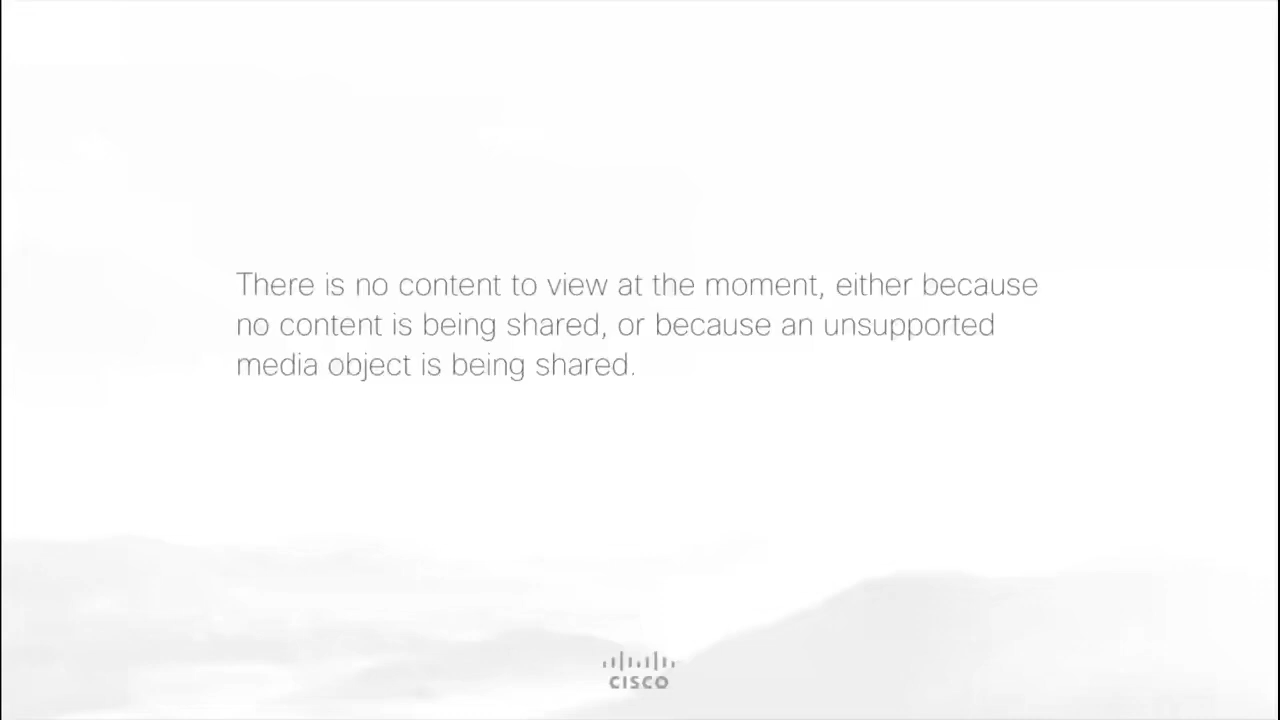 There is no content to view at the moment, either because
no content is being shared, or because an unsupported
media object is being shared.
CISCO